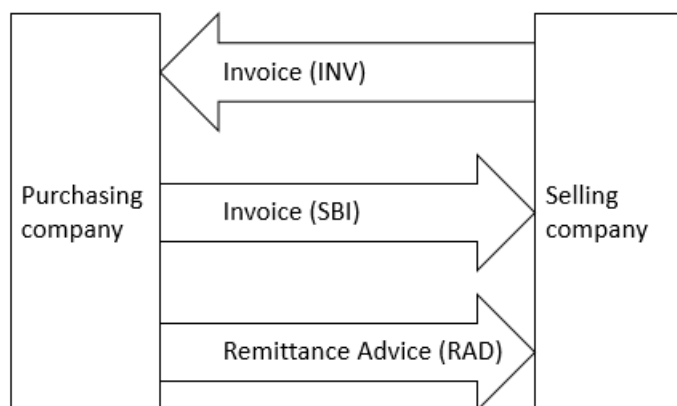 Invoice (INV)
Purchasing
company
Invoice (SBI)
Selling
company
Remittance Advice (RAD)